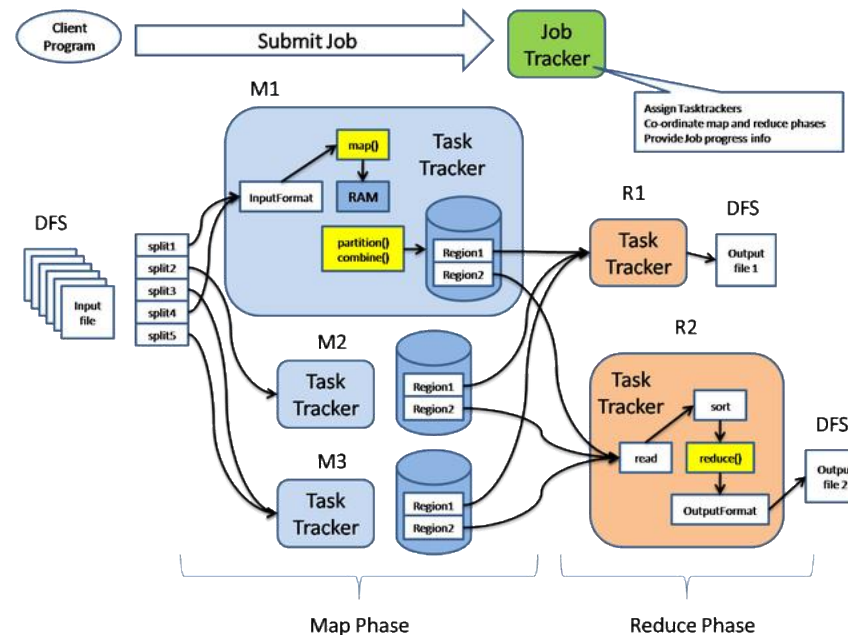 Client
Program
Submit Job
Job
Tracker
Assign Tasktrackers
Co-ordinate map and reduce phases
Provide Job progress info
M1
map()
Task
Tracker
InputFormat
RAM
partition()
combine()
Region1
Region2
DFS
Input
file
split1
split2
split3
split4
split5
M2
Task
Tracker
Region1
Region2
M3
Task
Tracker
Region1
Region2
R1
Task
Tracker
DFS
Output
file 1
R2
Task
Tracker
sort
read
reduce()
OutputFormat
DFS
Output
file 2
Map Phase
Reduce Phase